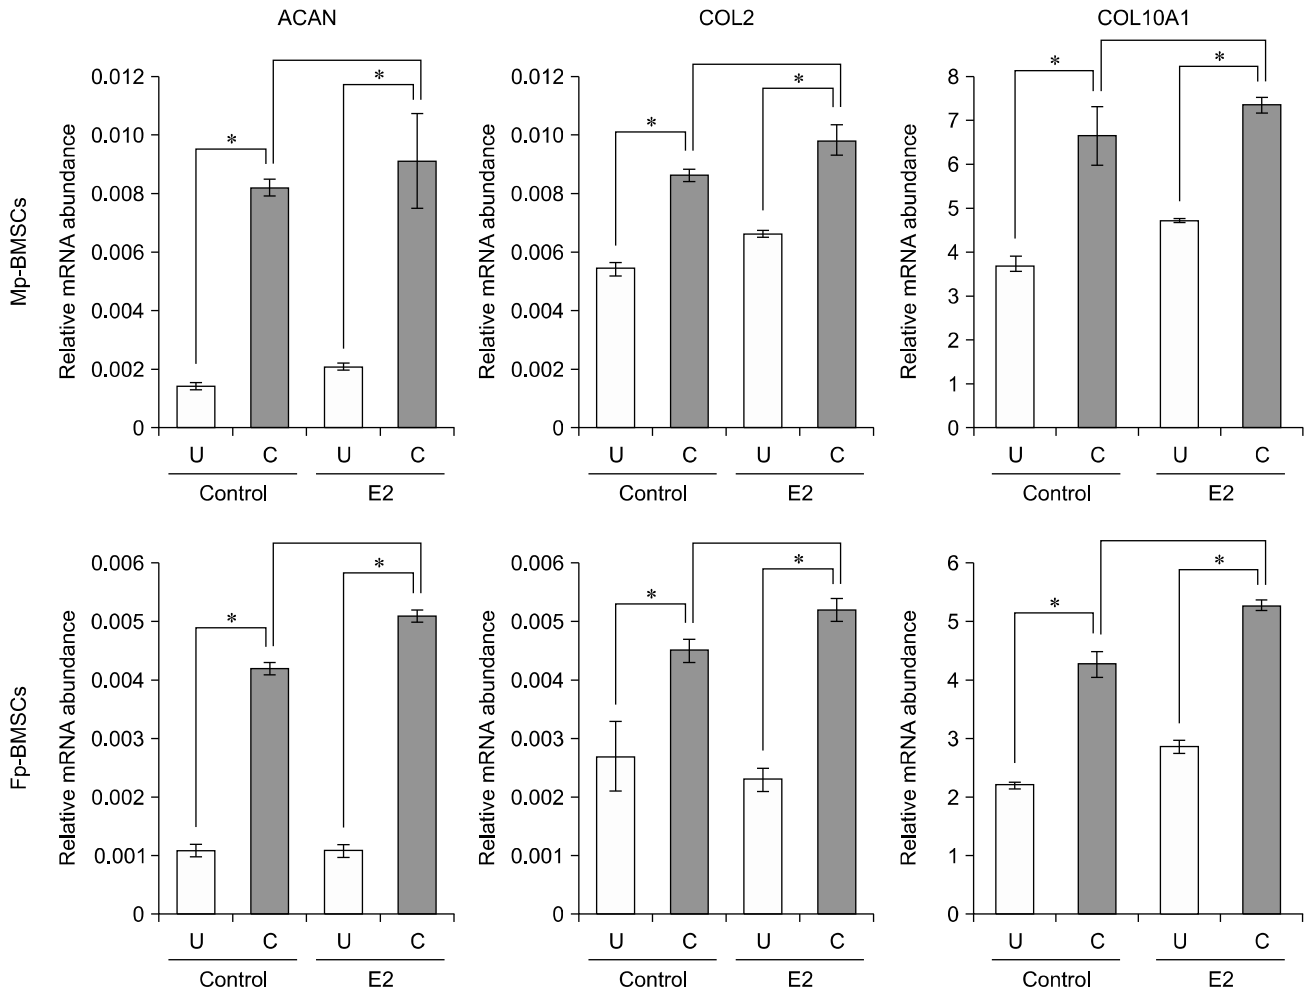 ACAN COL2 COL10A1
Mp-BMSCs
Relative mRNA abundance
0.012
0.010
0.008
0.006
0.004
0.002
0
* *
U C U C
Control E2
Relative mRNA abundance
0.012
0.010
0.008
0.006
0.004
0.002
0
* *
U C U C
Control E2
Relative mRNA abundance
8
7
6
5
4
3
2
1
0
* *
U C U C
Control E2
Fp-BMSCs
Relative mRNA abundance
0.006
0.005
0.004
0.003
0.002
0.001
0
* *
U C U C
Control E2
Relative mRNA abundance
0.006
0.005
0.004
0.003
0.002
0.001
0
* *
U C U C
Control E2
Relative mRNA abundance
6
5
4
3
2
1
0
* *
U C U C
Control E2